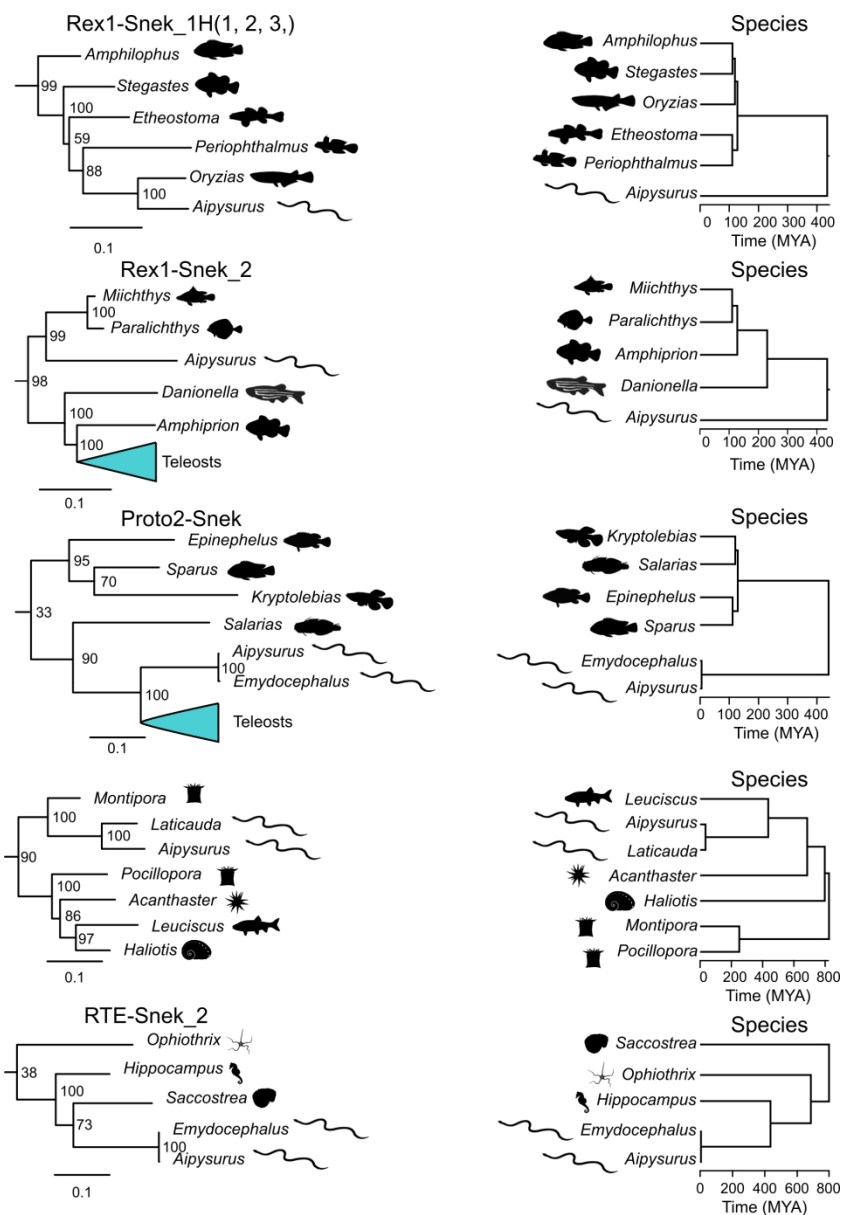 Rex1-Snek_1H(1, 2, 3,)
Amphilophus
99
Stegastes
100
Etheostoma
59
Periophthalmus
88
Oryzias
100
Aipysurus
0.1
Species
Amphilophus
Stegastes
Oryzias
Etheostoma
Periophthalmus
Aipysurus
0 100 200 300 400
Time (MYA)
Rex1-Snek_2
Miichthys
100
Paralichthys
99
Aipysurus
98
Danionella
100
Amphiprion
100
Teleosts
0.1
Species
Miichthys
Paralichthys
Amphiprion
Danionella
Aipysurus
0 100 200 300 400
Time (MYA)
Proto2-Snek
Epinephelus
95
Sparus
70
Kryptolebias
33
Salarias
90
Aipysurus
100
Emydocephalus
100
Teleosts
0.1
Species
Kryptolebias
Salarias
Epinephelus
Sparus
Emydocephalus
Aipysurus
0 100 200 300 400
Time (MYA)
Montipora
100
Laticauda
100
Aipysurus
90
Pocillopora
100
Acanthaster
86
Leuciscus
97
Haliotis
0.1
Species
Leuciscus
Aipysurus
Laticauda
Acanthaster
Haliotis
Montipora
Pocillopora
0 200 400 600 800
Time (MYA)
RTE-Snek_2
Ophiothrix
38
Hippocampus
100
Saccostrea
73
Emydocephalus
100
Aipysurus
0.1
Species
Saccostrea
Ophiothrix
Hippocampus
Emydocephalus
Aipysurus
0 200 400 600 800
Time (MYA)